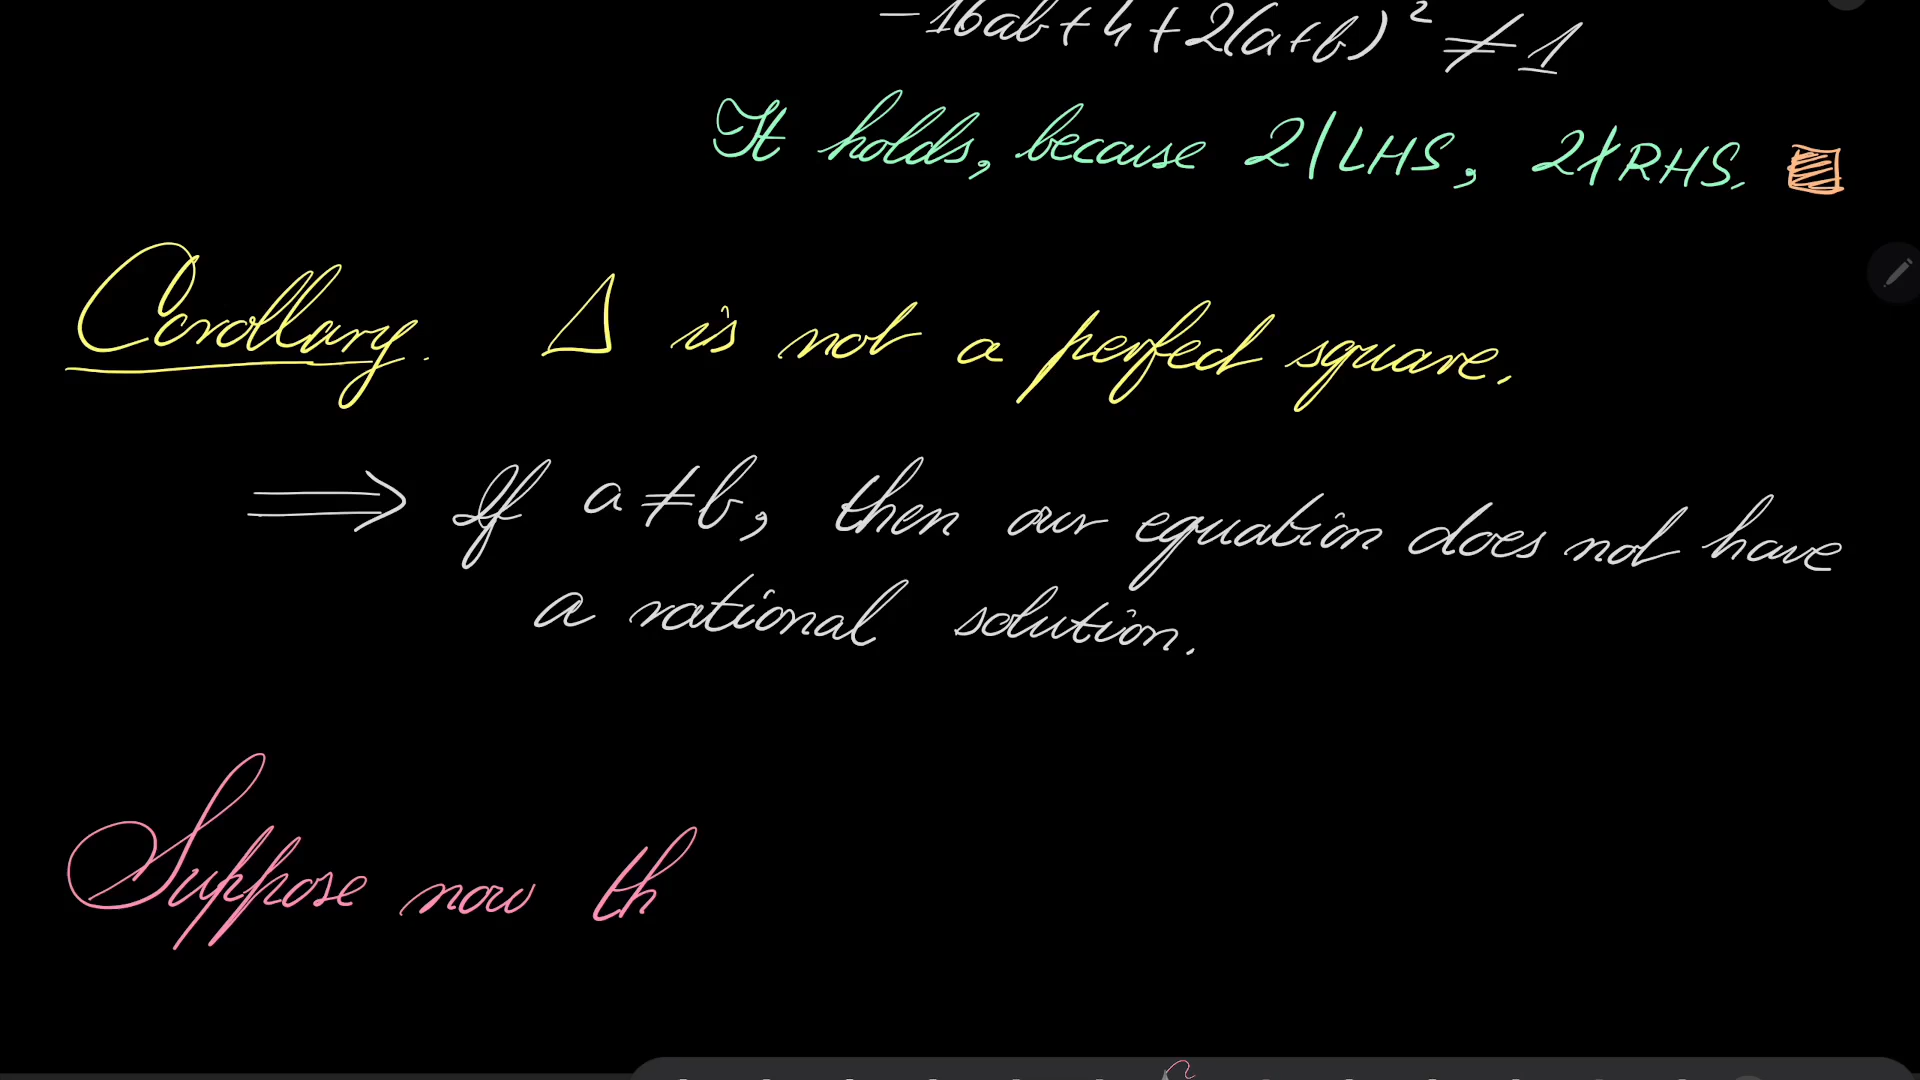 -16ab+4+2(a+b)² ≠ 1
It holds, because 2|LHS, 2∤RHS.
Corollary. Δ is not a perfect square.
⟹ If a≠b, then our equation does not have
a rational solution.
Suppose now th